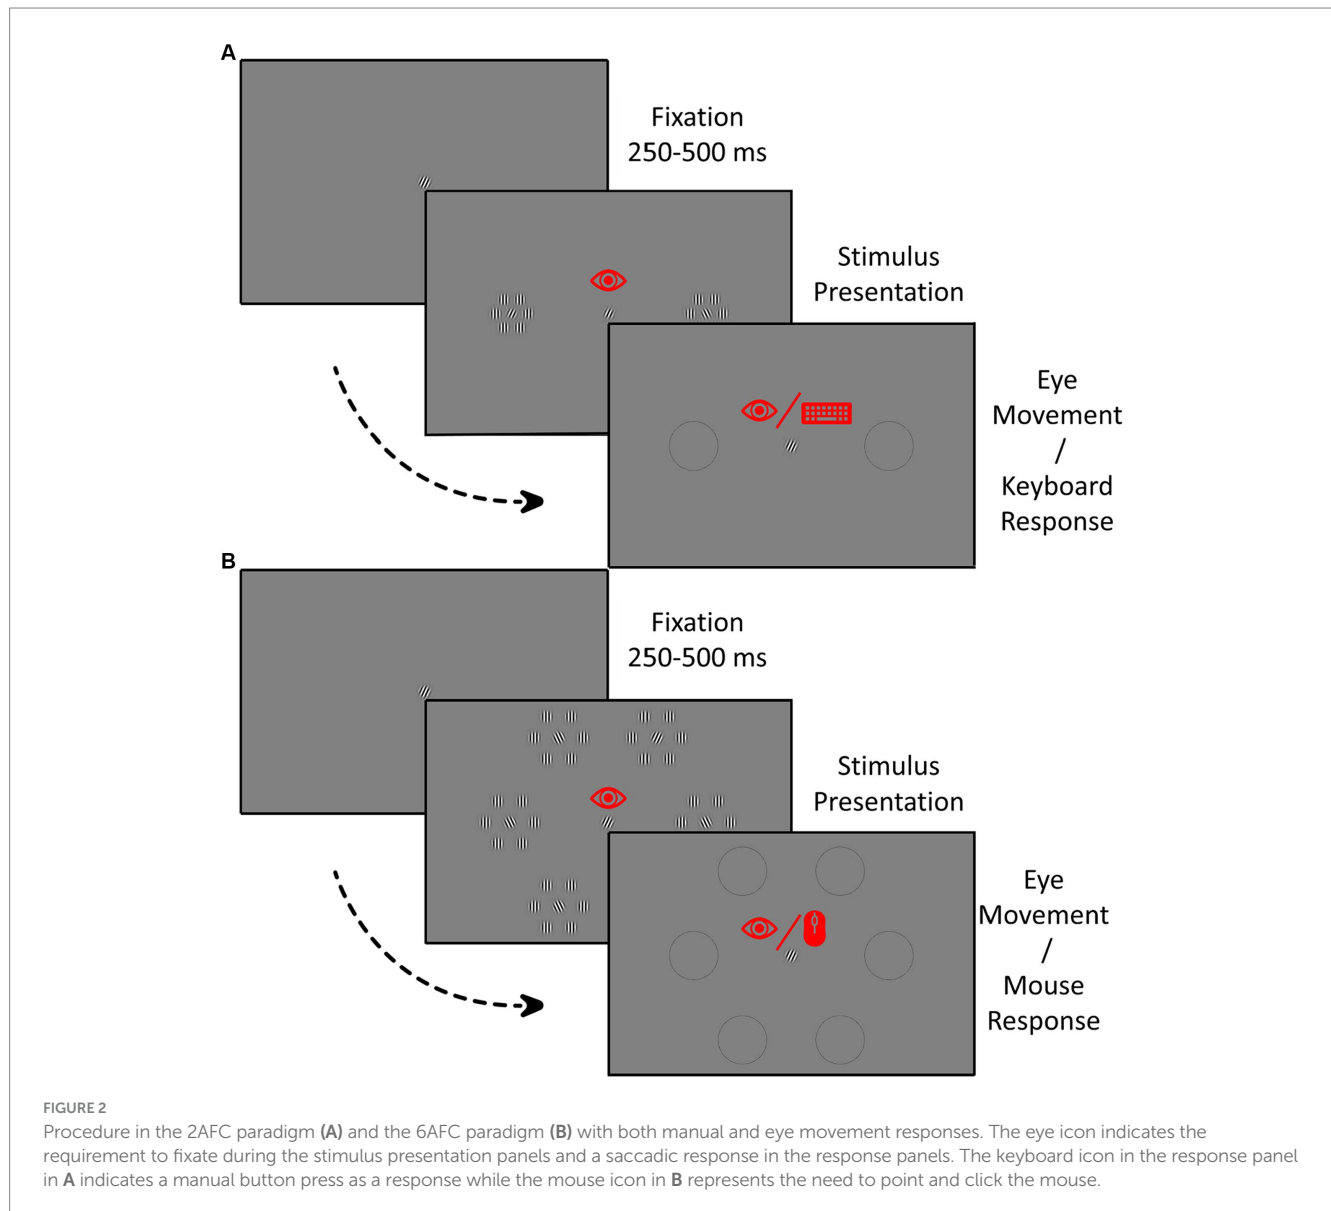 A
Fixation
250-500 ms
Stimulus
Presentation
Eye
Movement
/
Keyboard
Response
B
Fixation
250-500 ms
Stimulus
Presentation
Eye
Movement
/
Mouse
Response
FIGURE 2
Procedure in the 2AFC paradigm (A) and the 6AFC paradigm (B) with both manual and eye movement responses. The eye icon indicates the
requirement to fixate during the stimulus presentation panels and a saccadic response in the response panels. The keyboard icon in the response panel
in A indicates a manual button press as a response while the mouse icon in B represents the need to point and click the mouse.